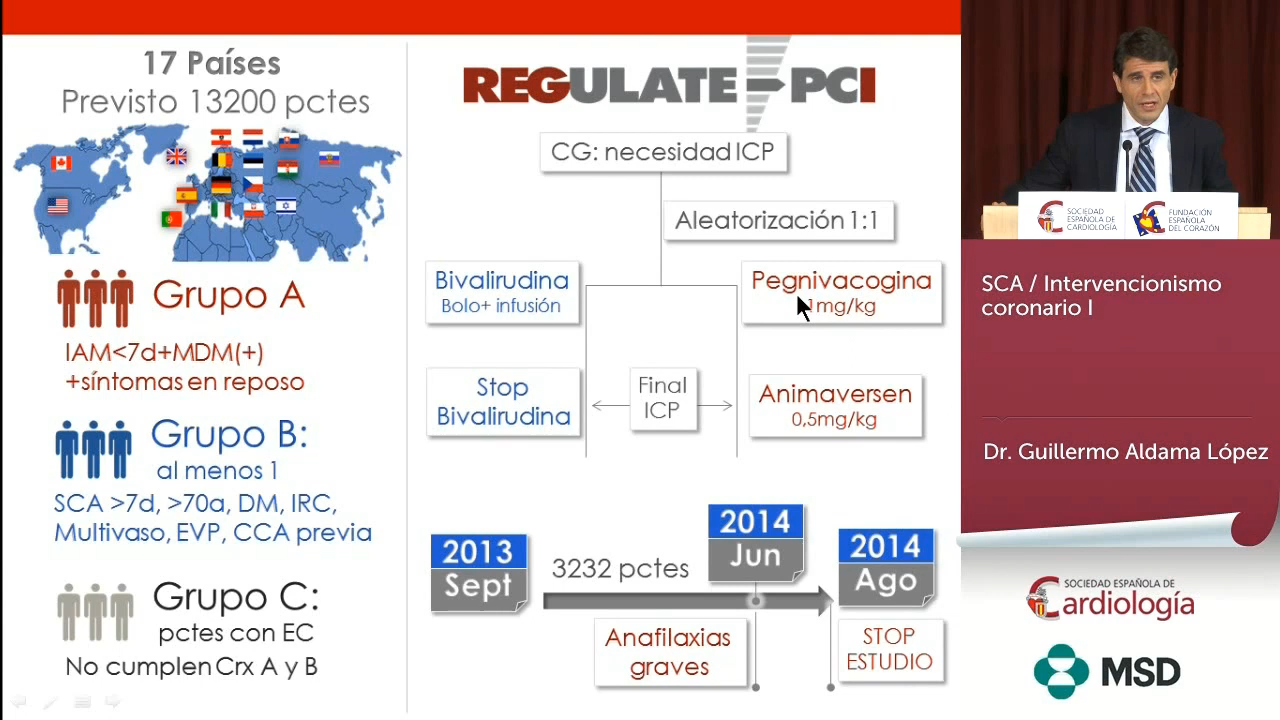 17 Países
Previsto 13200 pctes
Grupo A
IAM<7d+MDM(+)
+síntomas en reposo
Grupo B:
al menos 1
SCA >7d, >70a, DM, IRC,
Multivaso, EVP, CCA previa
Grupo C:
pctes con EC
No cumplen Crx A y B
REGULATE PCI
CG: necesidad ICP
Aleatorización 1:1
Bivalirudina
Bolo+ infusión
Pegnivacogina
1mg/kg
Stop
Bivalirudina
Final
ICP
Animaversen
0,5mg/kg
2013
Sept
3232 pctes
2014
Jun
2014
Ago
Anafilaxias
graves
STOP
ESTUDIO
SOCIEDAD
ESPAÑOLA DE
CARDIOLOGÍA
FUNDACIÓN
ESPAÑOLA
DEL CORAZÓN
SCA / Intervencionismo
coronario I
Dr. Guillermo Aldama López
SOCIEDAD ESPAÑOLA DE
Cardiología
MSD